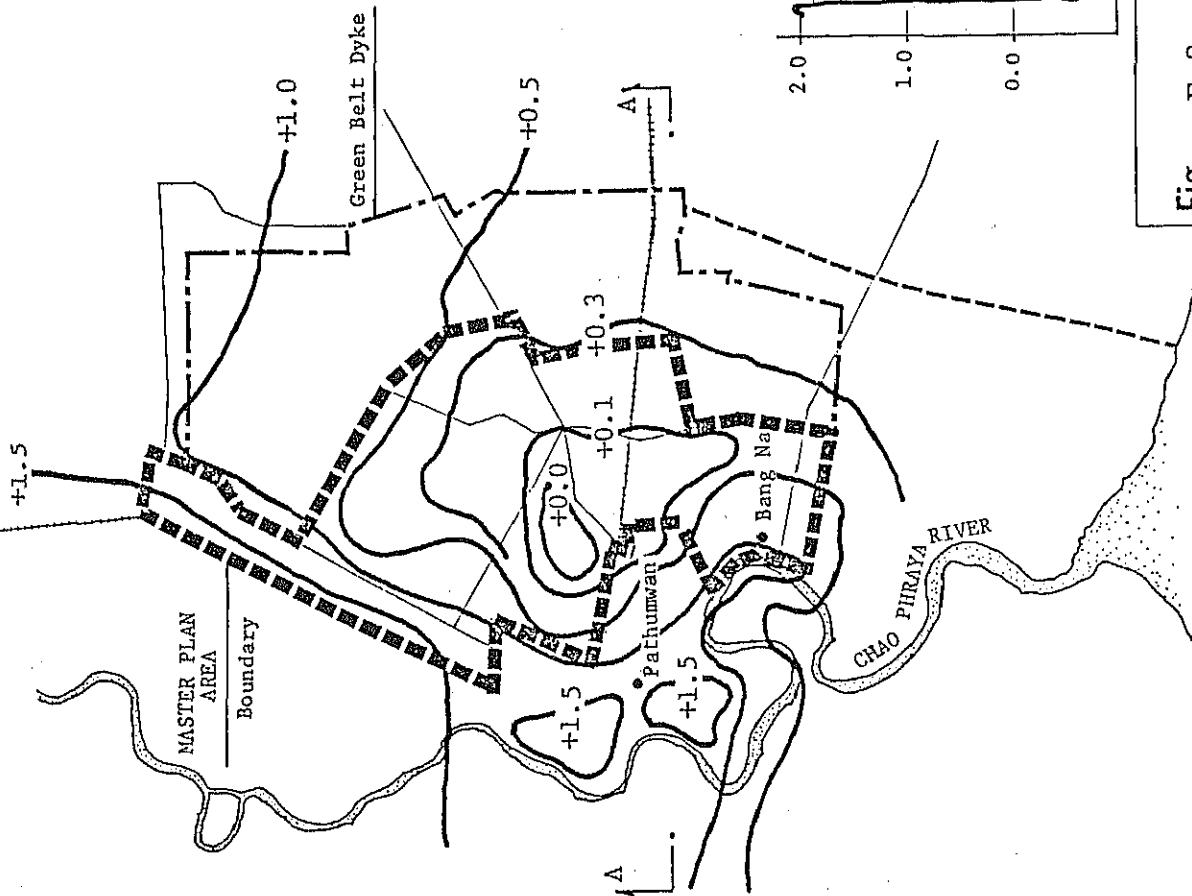 +1.5
+1.0
Green Belt Dyke
+0.5
MASTER PLAN
AREA
Boundary
A
+0.3
+0.1
+0.0
Bang Na
Pathumwan
+1.5
+1.5
CHAO PHRAYA RIVER
A
2.0
1.0
0.0
Fig